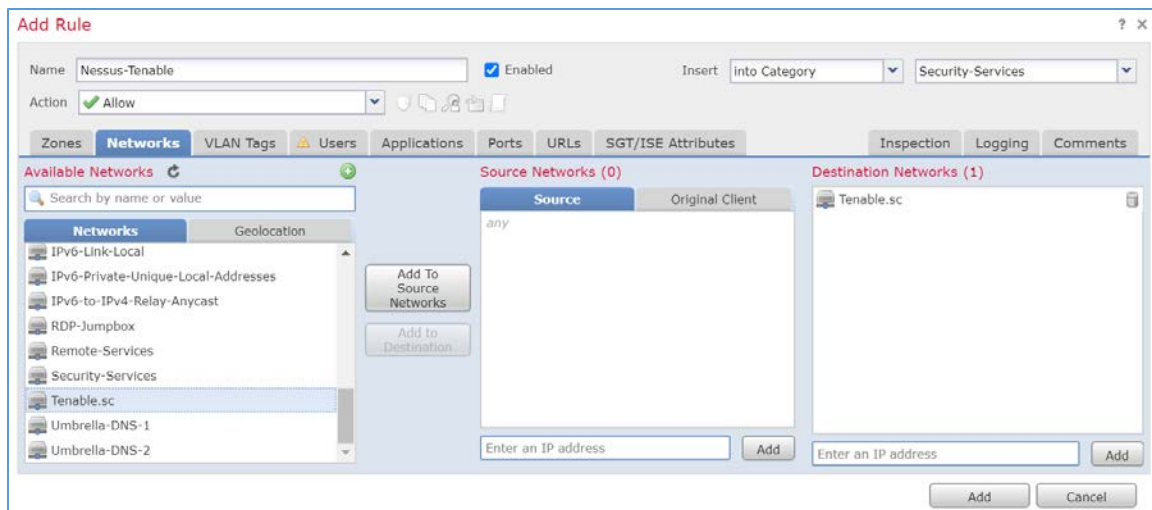 Add Rule ? ×
Name Nessus-Tenable Enabled Insert into Category Security-Services
Action Allow
Zones Networks VLAN Tags Users Applications Ports URLs SGT/ISE Attributes Inspection Logging Comments
Available Networks
Search by name or value
Networks Geolocation
IPv6-Link-Local
IPv6-Private-Unique-Local-Addresses
IPv6-to-IPv4-Relay-Anycast
RDP-Jumpbox
Remote-Services
Security-Services
Tenable.sc
Umbrella-DNS-1
Umbrella-DNS-2
Add To
Source
Networks
Add to
Destination
Source Networks (0)
Source Original Client
any
Enter an IP address Add
Destination Networks (1)
Tenable.sc
Enter an IP address Add
Add Cancel